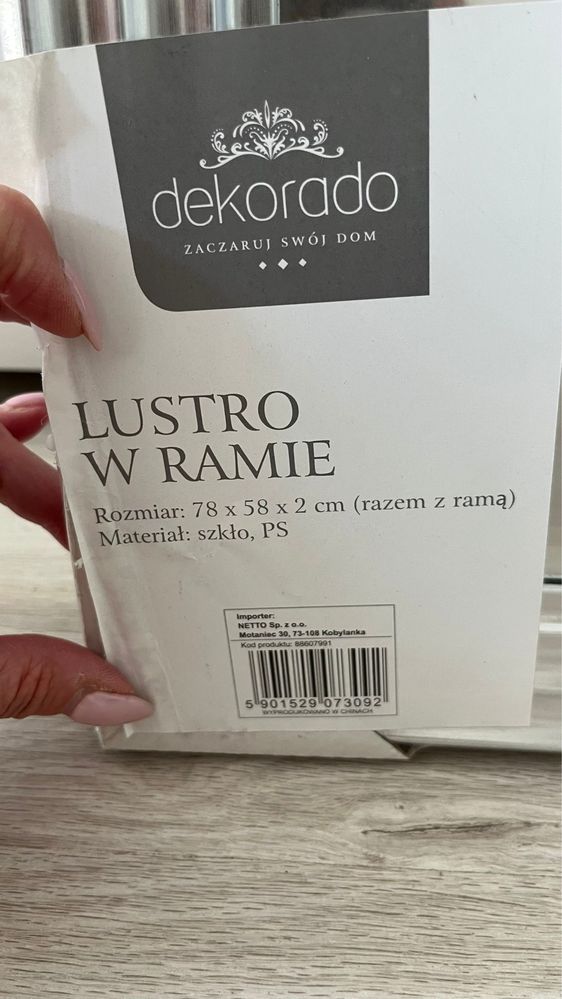 dekorado
ZACZARUJ SWÓJ DOM
LUSTRO
W RAMIE
Rozmiar: 78 x 58 x 2 cm (razem z ramą)
Materiał: szkło, PS
Importer:
NETTO Sp. z o.o.
Motaniec 30, 73-108 Kobylanka
Kod produktu: 88607991
5 901529 073092
WYPRODUKOWANO W CHINACH